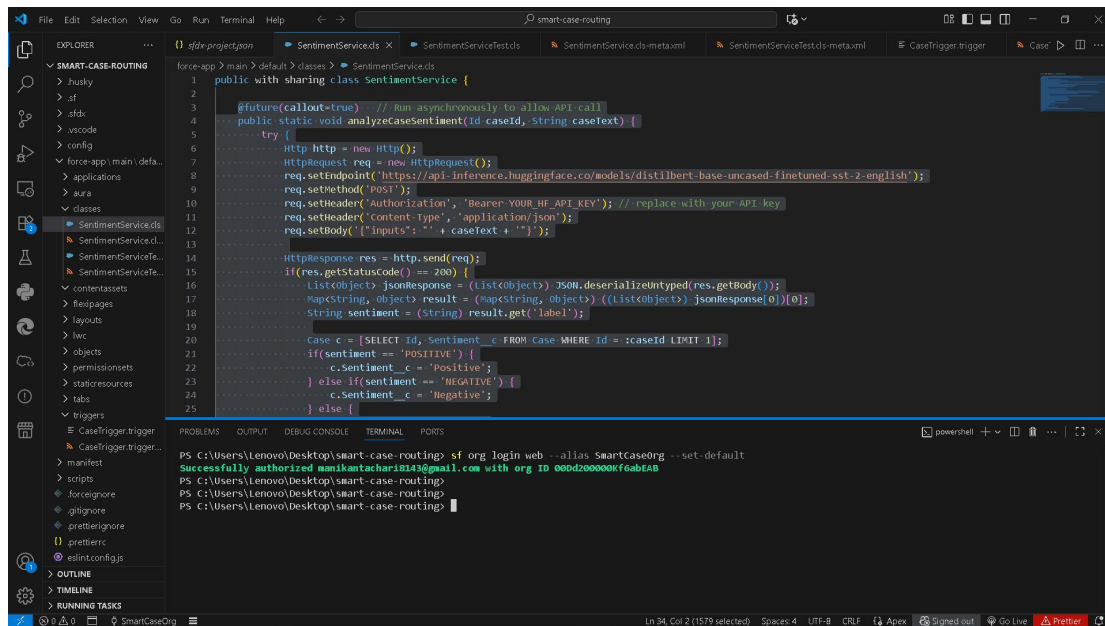 File Edit Selection View Go Run Terminal Help
smart-case-routing
EXPLORER
SMART-CASE-ROUTING
.husky
.sf
.sfdx
.vscode
config
force-app \ main \ defa...
applications
aura
classes
SentimentService.cls
SentimentService.cl...
SentimentServiceTe...
SentimentServiceTe...
contentassets
flexipages
layouts
lwc
objects
permissionsets
staticresources
tabs
triggers
CaseTrigger.trigger
CaseTrigger.trigger...
manifest
scripts
.forceignore
.gitignore
.prettierignore
.prettierrc
eslint.config.js
OUTLINE
TIMELINE
RUNNING TASKS
sfdx-project.json
SentimentService.cls
SentimentServiceTest.cls
SentimentService.cls-meta.xml
SentimentServiceTest.cls-meta.xml
CaseTrigger.trigger
Case
force-app > main > default > classes > SentimentService.cls
1 public with sharing class SentimentService {
2
3 @future(callout=true) // Run asynchronously to allow API call
4 public static void analyzeCaseSentiment(Id caseId, String caseText) {
5 try {
6 Http http = new Http();
7 HttpRequest req = new HttpRequest();
8 req.setEndpoint('https://api-inference.huggingface.co/models/distilbert-base-uncased-finetuned-sst-2-english');
9 req.setMethod('POST');
10 req.setHeader('Authorization', 'Bearer YOUR_HF_API_KEY'); // replace with your API key
11 req.setHeader('Content-Type', 'application/json');
12 req.setBody('{"inputs": "' + caseText + '"}');
13
14 HttpResponse res = http.send(req);
15 if(res.getStatusCode() == 200) {
16 List<Object> jsonResponse = (List<Object>) JSON.deserializeUntyped(res.getBody());
17 Map<String, Object> result = (Map<String, Object>) ((List<Object>) jsonResponse[0])[0];
18 String sentiment = (String) result.get('label');
19
20 Case c = [SELECT Id, Sentiment__c FROM Case WHERE Id = :caseId LIMIT 1];
21 if(sentiment == 'POSITIVE') {
22 c.Sentiment__c = 'Positive';
23 } else if(sentiment == 'NEGATIVE') {
24 c.Sentiment__c = 'Negative';
25 } else {
PROBLEMS OUTPUT DEBUG CONSOLE TERMINAL PORTS
powershell
PS C:\Users\Lenovo\Desktop\smart-case-routing> sf org login web --alias SmartCaseOrg --set-default
Successfully authorized manikantachari8143@gmail.com with org ID 00Dd200000Kf6abEAB
PS C:\Users\Lenovo\Desktop\smart-case-routing>
PS C:\Users\Lenovo\Desktop\smart-case-routing>
PS C:\Users\Lenovo\Desktop\smart-case-routing>
0 0 SmartCaseOrg
Ln 34, Col 2 (1579 selected) Spaces: 4 UTF-8 CRLF Apex Signed out Go Live Prettier